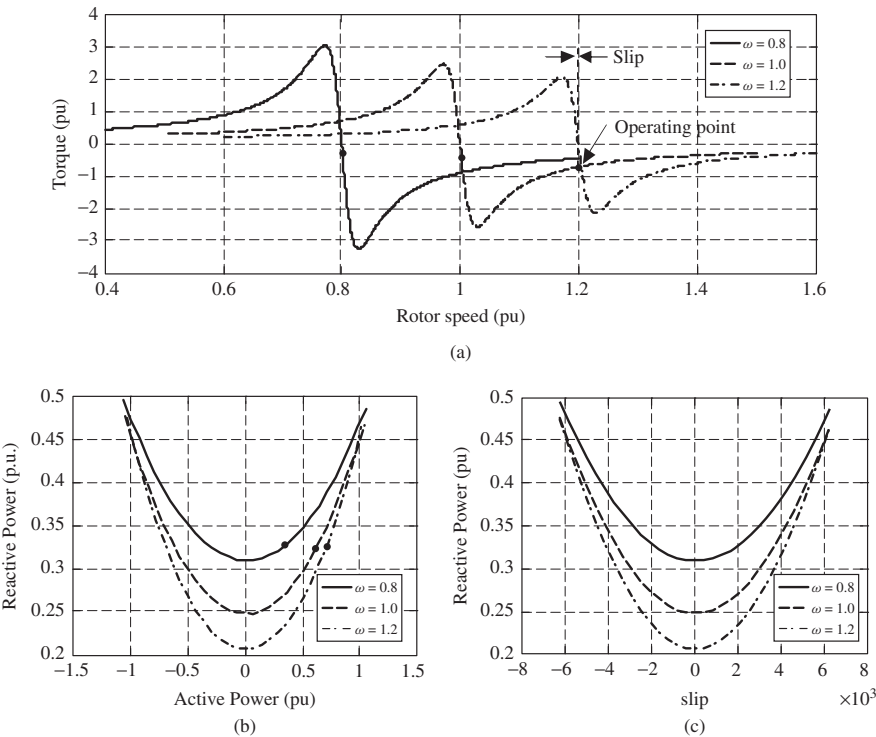 4
3
2
1
0
−1
−2
−3
−4
Torque (pu)
0.4
0.6
0.8
1
1.2
1.4
1.6
Rotor speed (pu)
Slip
Operating point
ω = 0.8
ω = 1.0
ω = 1.2
(a)
0.5
0.45
0.4
0.35
0.3
0.25
0.2
Reactive Power (p.u.)
−1.5
−1
−0.5
0
0.5
1
1.5
Active Power (pu)
ω = 0.8
ω = 1.0
ω = 1.2
(b)
0.5
0.45
0.4
0.35
0.3
0.25
0.2
Reactive Power (pu)
−8
−6
−4
−2
0
2
4
6
8
slip
×10³
ω = 0.8
ω = 1.0
ω = 1.2
(c)